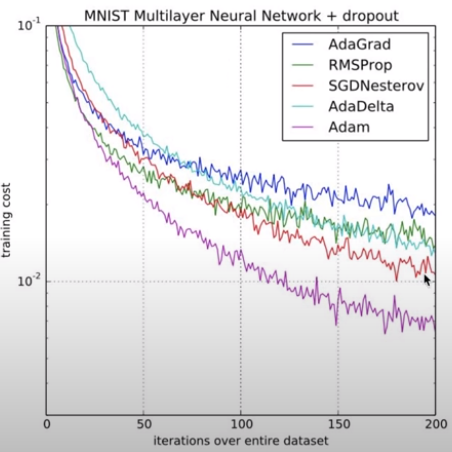 MNIST Multilayer Neural Network + dropout
10⁻¹
AdaGrad
RMSProp
SGDNesterov
AdaDelta
Adam
training cost
10⁻²
0 50 100 150 200
iterations over entire dataset